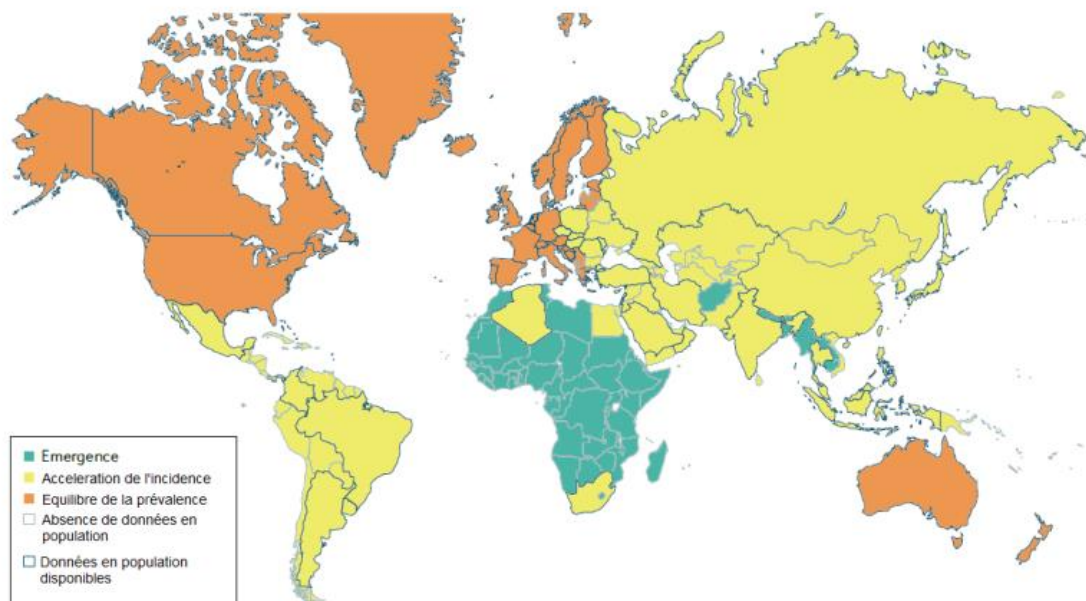 Emergence
Acceleration de l'incidence
Equilibre de la prévalence
Absence de données en
population
Données en population
disponibles